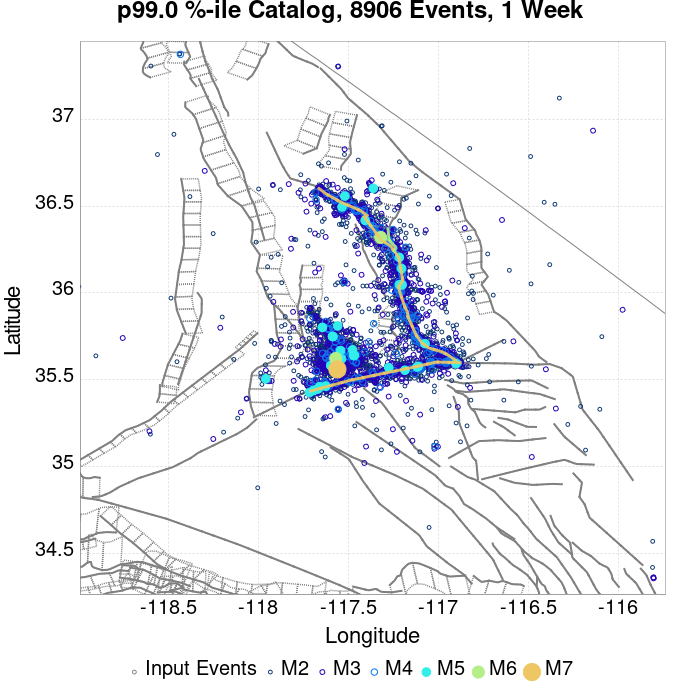 p99.0 %-ile Catalog, 8906 Events, 1 Week
37
36.5
36
35.5
35
34.5
Latitude
-118.5 -118 -117.5 -117 -116.5 -116
Longitude
Input Events M2 M3 M4 M5 M6 M7